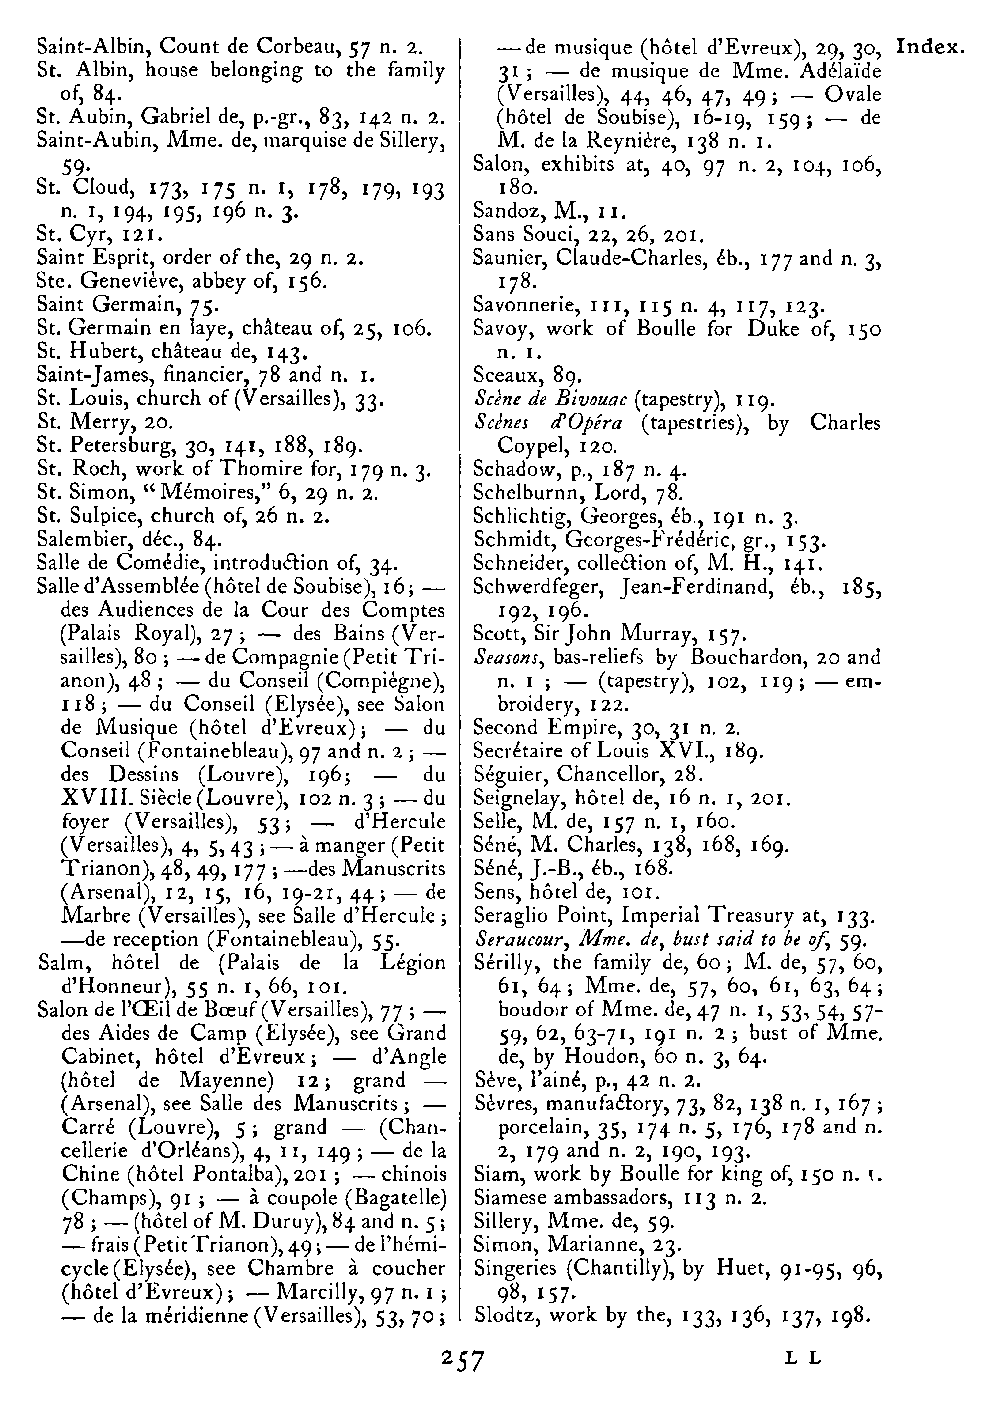 Saint-Albin, Count de Corbeau, 57 n. 2.
St. Albin, house belonging to the family
of, 84.
St. Aubin, Gabriel de, p.-gr., 83, 142 n. 2.
Saint-Aubin, Mme. de, marquise de Sillery,
59.
St. Cloud, 173, 175 n. 1, 178, 179, 193
n. 1, 194, 195, 196 n. 3.
St. Cyr, 121.
Saint Esprit, order of the, 29 n. 2.
Ste. Geneviève, abbey of, 156.
Saint Germain, 75.
St. Germain en laye, château of, 25, 106.
St. Hubert, château de, 143.
Saint-James, financier, 78 and n. 1.
St. Louis, church of (Versailles), 33.
St. Merry, 20.
St. Petersburg, 30, 141, 188, 189.
St. Roch, work of Thomire for, 179 n. 3.
St. Simon, “Mémoires,” 6, 29 n. 2.
St. Sulpice, church of, 26 n. 2.
Salembier, déc., 84.
Salle de Comédie, introduction of, 34.
Salle d'Assemblée (hôtel de Soubise), 16; —
des Audiences de la Cour des Comptes
(Palais Royal), 27; — des Bains (Ver-
sailles), 80; — de Compagnie (Petit Tri-
anon), 48; — du Conseil (Compiègne),
118; — du Conseil (Elysée), see Salon
de Musique (hôtel d'Evreux); — du
Conseil (Fontainebleau), 97 and n. 2; —
des Dessins (Louvre), 196; — du
XVIII. Siècle (Louvre), 102 n. 3; — du
foyer (Versailles), 53; — d'Hercule
(Versailles), 4, 5, 43; — à manger (Petit
Trianon), 48, 49, 177; —des Manuscrits
(Arsenal), 12, 15, 16, 19-21, 44; — de
Marbre (Versailles), see Salle d'Hercule;
—de reception (Fontainebleau), 55.
Salm, hôtel de (Palais de la Légion
d'Honneur), 55 n. 1, 66, 101.
Salon de l'Œil de Bœuf (Versailles), 77; —
des Aides de Camp (Elysée), see Grand
Cabinet, hôtel d'Evreux; — d'Angle
(hôtel de Mayenne) 12; grand —
(Arsenal), see Salle des Manuscrits; —
Carré (Louvre), 5; grand — (Chan-
cellerie d'Orléans), 4, 11, 149; — de la
Chine (hôtel Pontalba), 201; — chinois
(Champs), 91; — à coupole (Bagatelle)
78; — (hôtel of M. Duruy), 84 and n. 5;
— frais (Petit Trianon), 49; — de l'hémi-
cycle (Elysée), see Chambre à coucher
(hôtel d'Evreux); — Marcilly, 97 n. 1;
— de la méridienne (Versailles), 53, 70;
— de musique (hôtel d'Evreux), 29, 30,
31; — de musique de Mme. Adélaïde
(Versailles), 44, 46, 47, 49; — Ovale
(hôtel de Soubise), 16-19, 159; — de
M. de la Reynière, 138 n. 1.
Salon, exhibits at, 40, 97 n. 2, 104, 106,
180.
Sandoz, M., 11.
Sans Souci, 22, 26, 201.
Saunier, Claude-Charles, éb., 177 and n. 3,
178.
Savonnerie, 111, 115 n. 4, 117, 123.
Savoy, work of Boulle for Duke of, 150
n. 1.
Sceaux, 89.
Scène de Bivouac (tapestry), 119.
Scènes d'Opéra (tapestries), by Charles
Coypel, 120.
Schadow, p., 187 n. 4.
Schelburnn, Lord, 78.
Schlichtig, Georges, éb., 191 n. 3.
Schmidt, Georges-Frédéric, gr., 153.
Schneider, collection of, M. H., 141.
Schwerdfeger, Jean-Ferdinand, éb., 185,
192, 196.
Scott, Sir John Murray, 157.
Seasons, bas-reliefs by Bouchardon, 20 and
n. 1; — (tapestry), 102, 119; — em-
broidery, 122.
Second Empire, 30, 31 n. 2.
Secrétaire of Louis XVI., 189.
Séguier, Chancellor, 28.
Seignelay, hôtel de, 16 n. 1, 201.
Selle, M. de, 157 n. 1, 160.
Séné, M. Charles, 138, 168, 169.
Séné, J.-B., éb., 168.
Sens, hôtel de, 101.
Seraglio Point, Imperial Treasury at, 133.
Seraucour, Mme. de, bust said to be of, 59.
Sérilly, the family de, 60; M. de, 57, 60,
61, 64; Mme. de, 57, 60, 61, 63, 64;
boudoir of Mme. de, 47 n. 1, 53, 54, 57-
59, 62, 63-71, 191 n. 2; bust of Mme.
de, by Houdon, 60 n. 3, 64.
Sève, l'ainé, p., 42 n. 2.
Sèvres, manufactory, 73, 82, 138 n. 1, 167;
porcelain, 35, 174 n. 5, 176, 178 and n.
2, 179 and n. 2, 190, 193.
Siam, work by Boulle for king of, 150 n. 1.
Siamese ambassadors, 113 n. 2.
Sillery, Mme. de, 59.
Simon, Marianne, 23.
Singeries (Chantilly), by Huet, 91-95, 96,
98, 157.
Slodtz, work by the, 133, 136, 137, 198.
Index.
257
L L